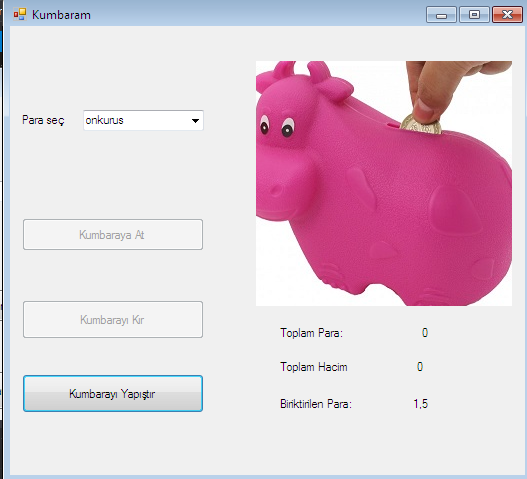 Kumbaram
Para seç
onkurus
Kumbaraya At
Kumbarayı Kır
Kumbarayı Yapıştır
Toplam Para: 0
Toplam Hacim 0
Biriktirilen Para: 1,5